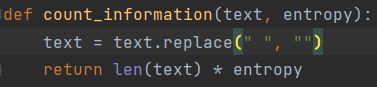 def count_information(text, entropy):
    text = text.replace(" ", "")
    return len(text) * entropy